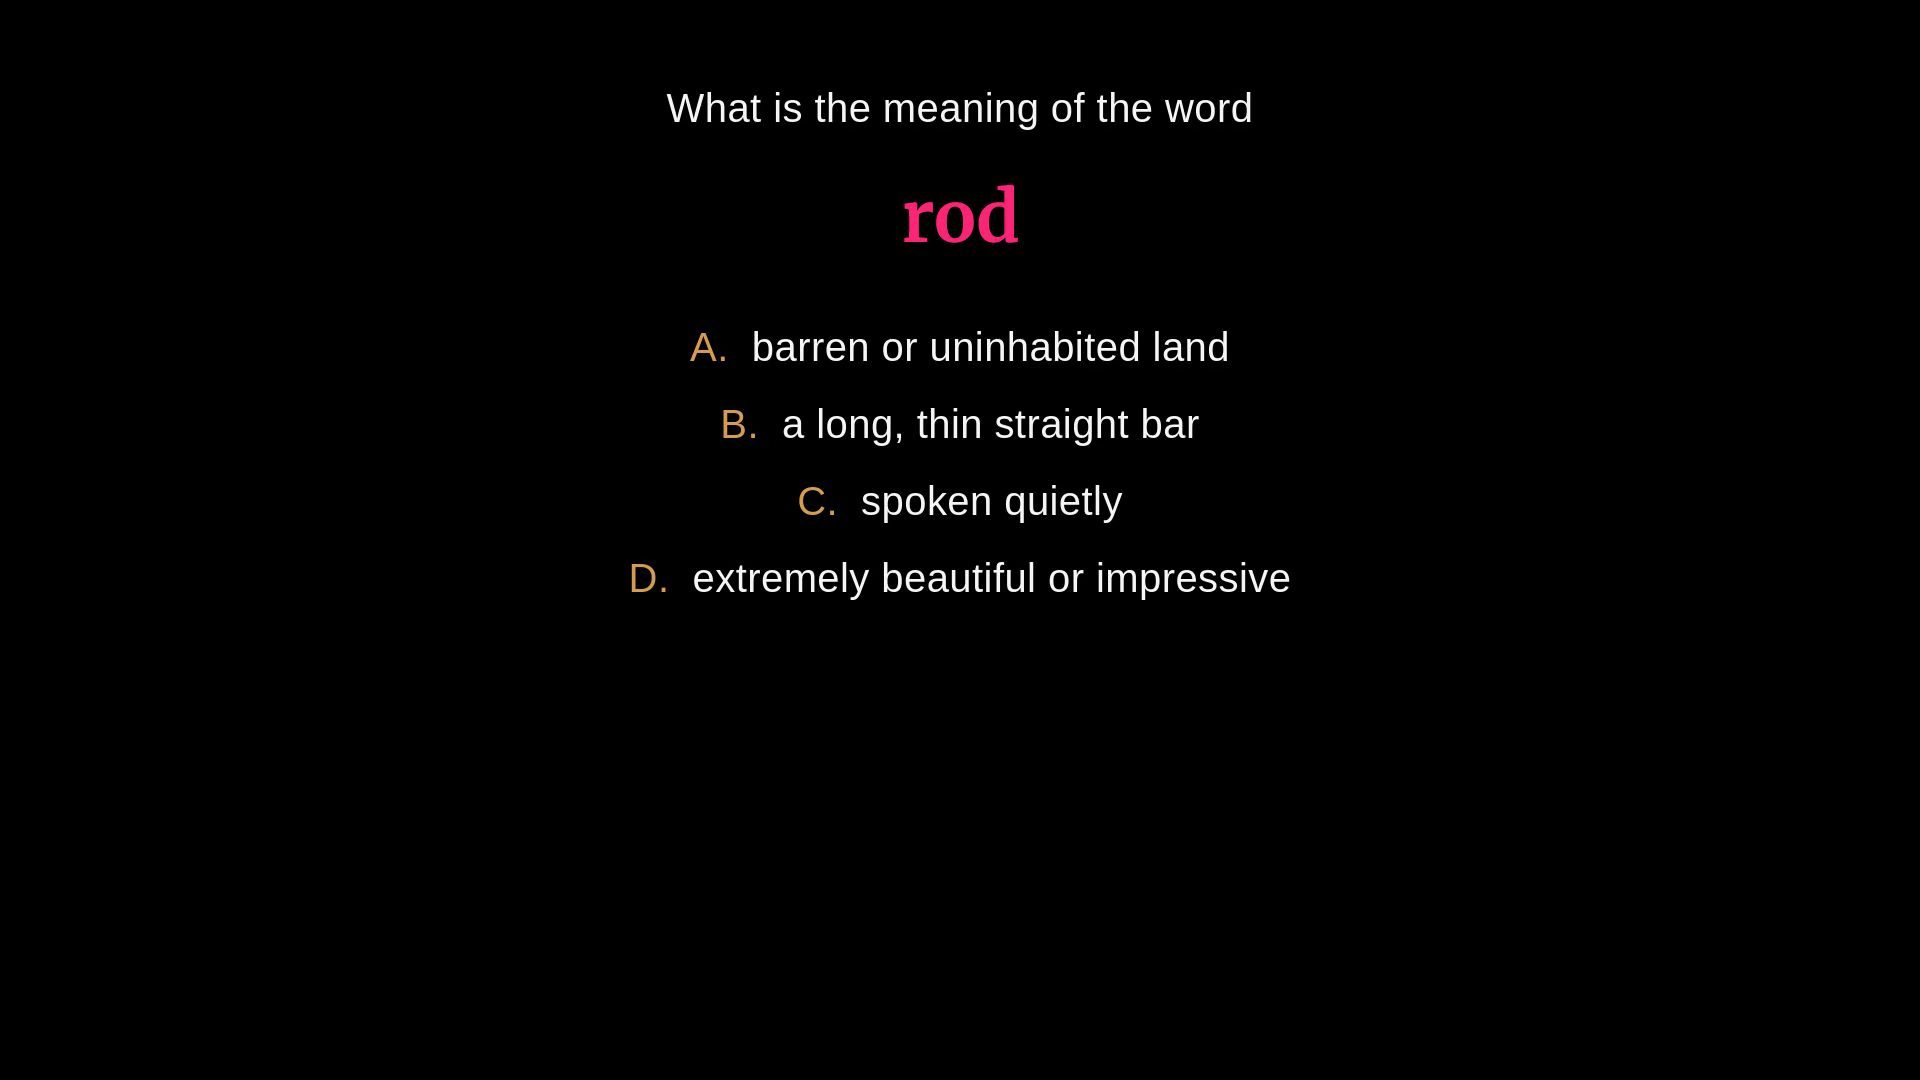 What is the meaning of the word
rod
A. barren or uninhabited land
B. a long, thin straight bar
C. spoken quietly
D. extremely beautiful or impressive